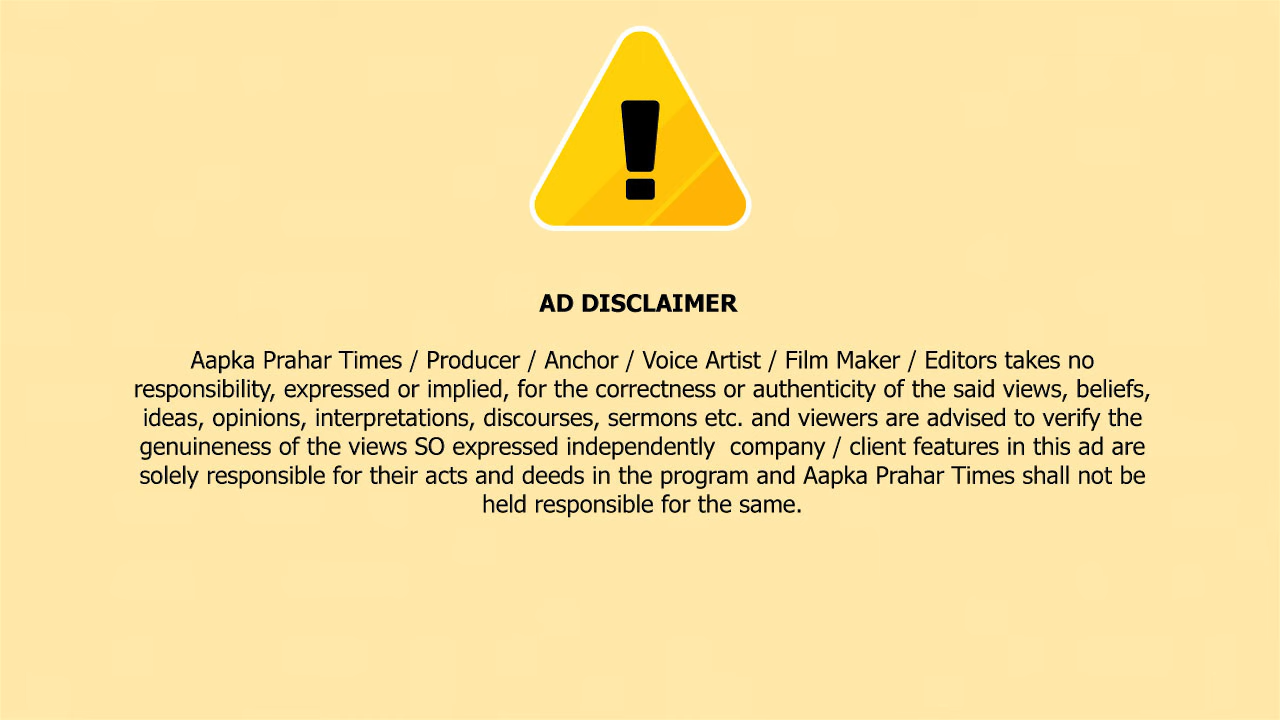 AD DISCLAIMER
Aapka Prahar Times / Producer / Anchor / Voice Artist / Film Maker / Editors takes no
responsibility, expressed or implied, for the correctness or authenticity of the said views, beliefs,
ideas, opinions, interpretations, discourses, sermons etc. and viewers are advised to verify the
genuineness of the views SO expressed independently  company / client features in this ad are
solely responsible for their acts and deeds in the program and Aapka Prahar Times shall not be
held responsible for the same.